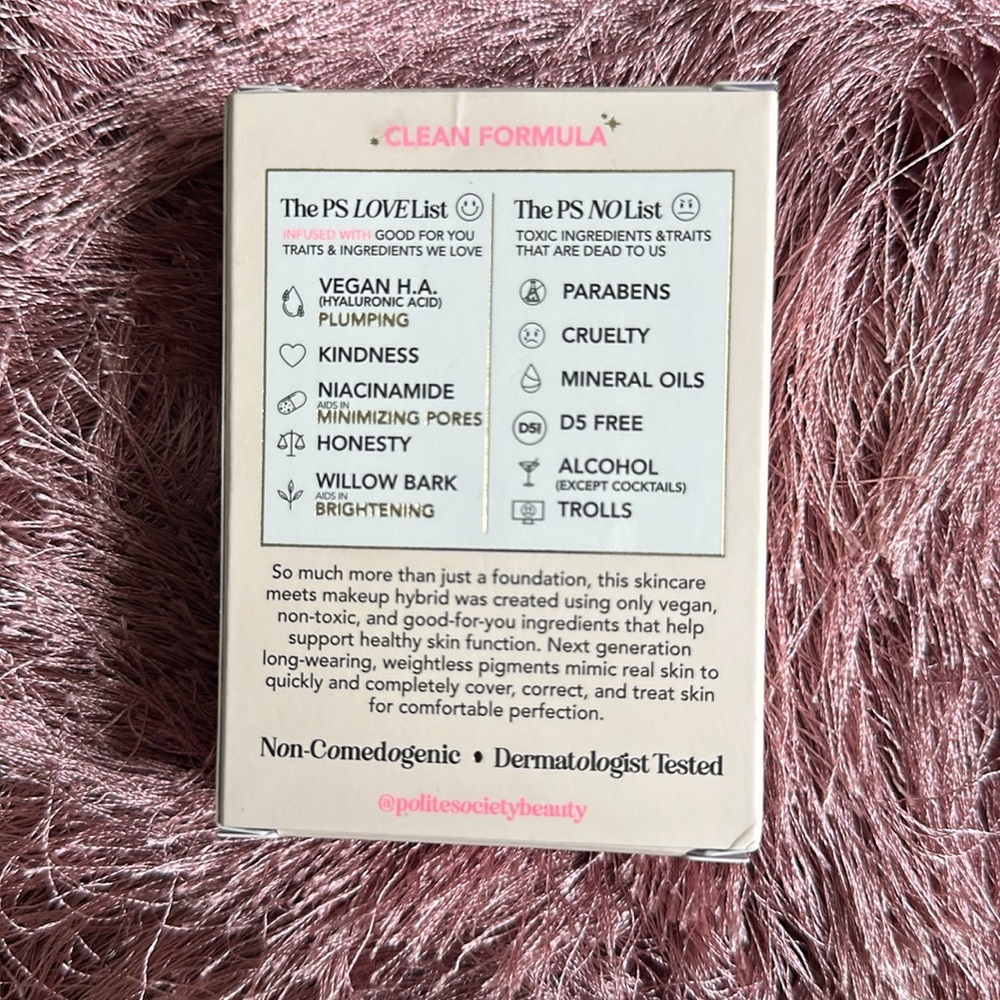 CLEAN FORMULA
The PS LOVE List
INFUSED WITH GOOD FOR YOU
TRAITS & INGREDIENTS WE LOVE
VEGAN H.A.
(HYALURONIC ACID)
PLUMPING
KINDNESS
NIACINAMIDE
AIDS IN
MINIMIZING PORES
HONESTY
WILLOW BARK
AIDS IN
BRIGHTENING
The PS NO List
TOXIC INGREDIENTS &TRAITS
THAT ARE DEAD TO US
PARABENS
CRUELTY
MINERAL OILS
D5! D5 FREE
ALCOHOL
(EXCEPT COCKTAILS)
TROLLS
So much more than just a foundation, this skincare
meets makeup hybrid was created using only vegan,
non-toxic, and good-for-you ingredients that help
support healthy skin function. Next generation
long-wearing, weightless pigments mimic real skin to
quickly and completely cover, correct, and treat skin
for comfortable perfection.
Non-Comedogenic • Dermatologist Tested
@politesocietybeauty